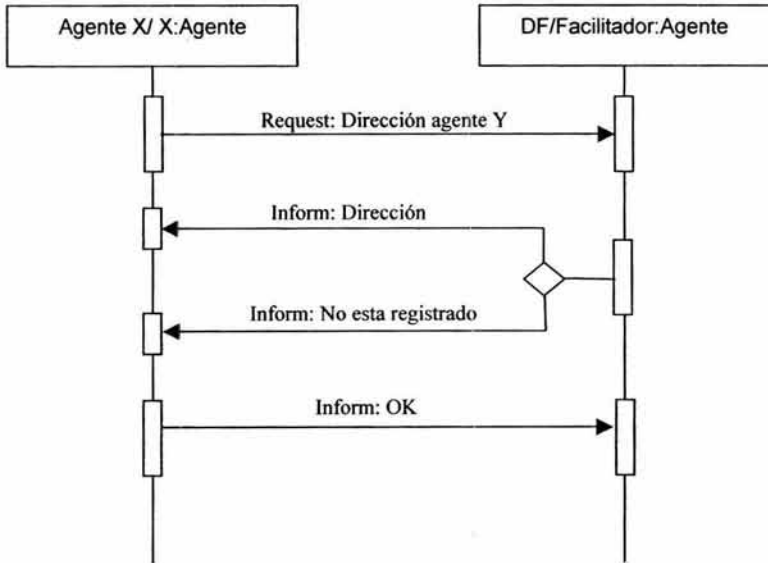 Agente X/ X:Agente
DF/Facilitador:Agente
Request: Dirección agente Y
Inform: Dirección
Inform: No esta registrado
Inform: OK